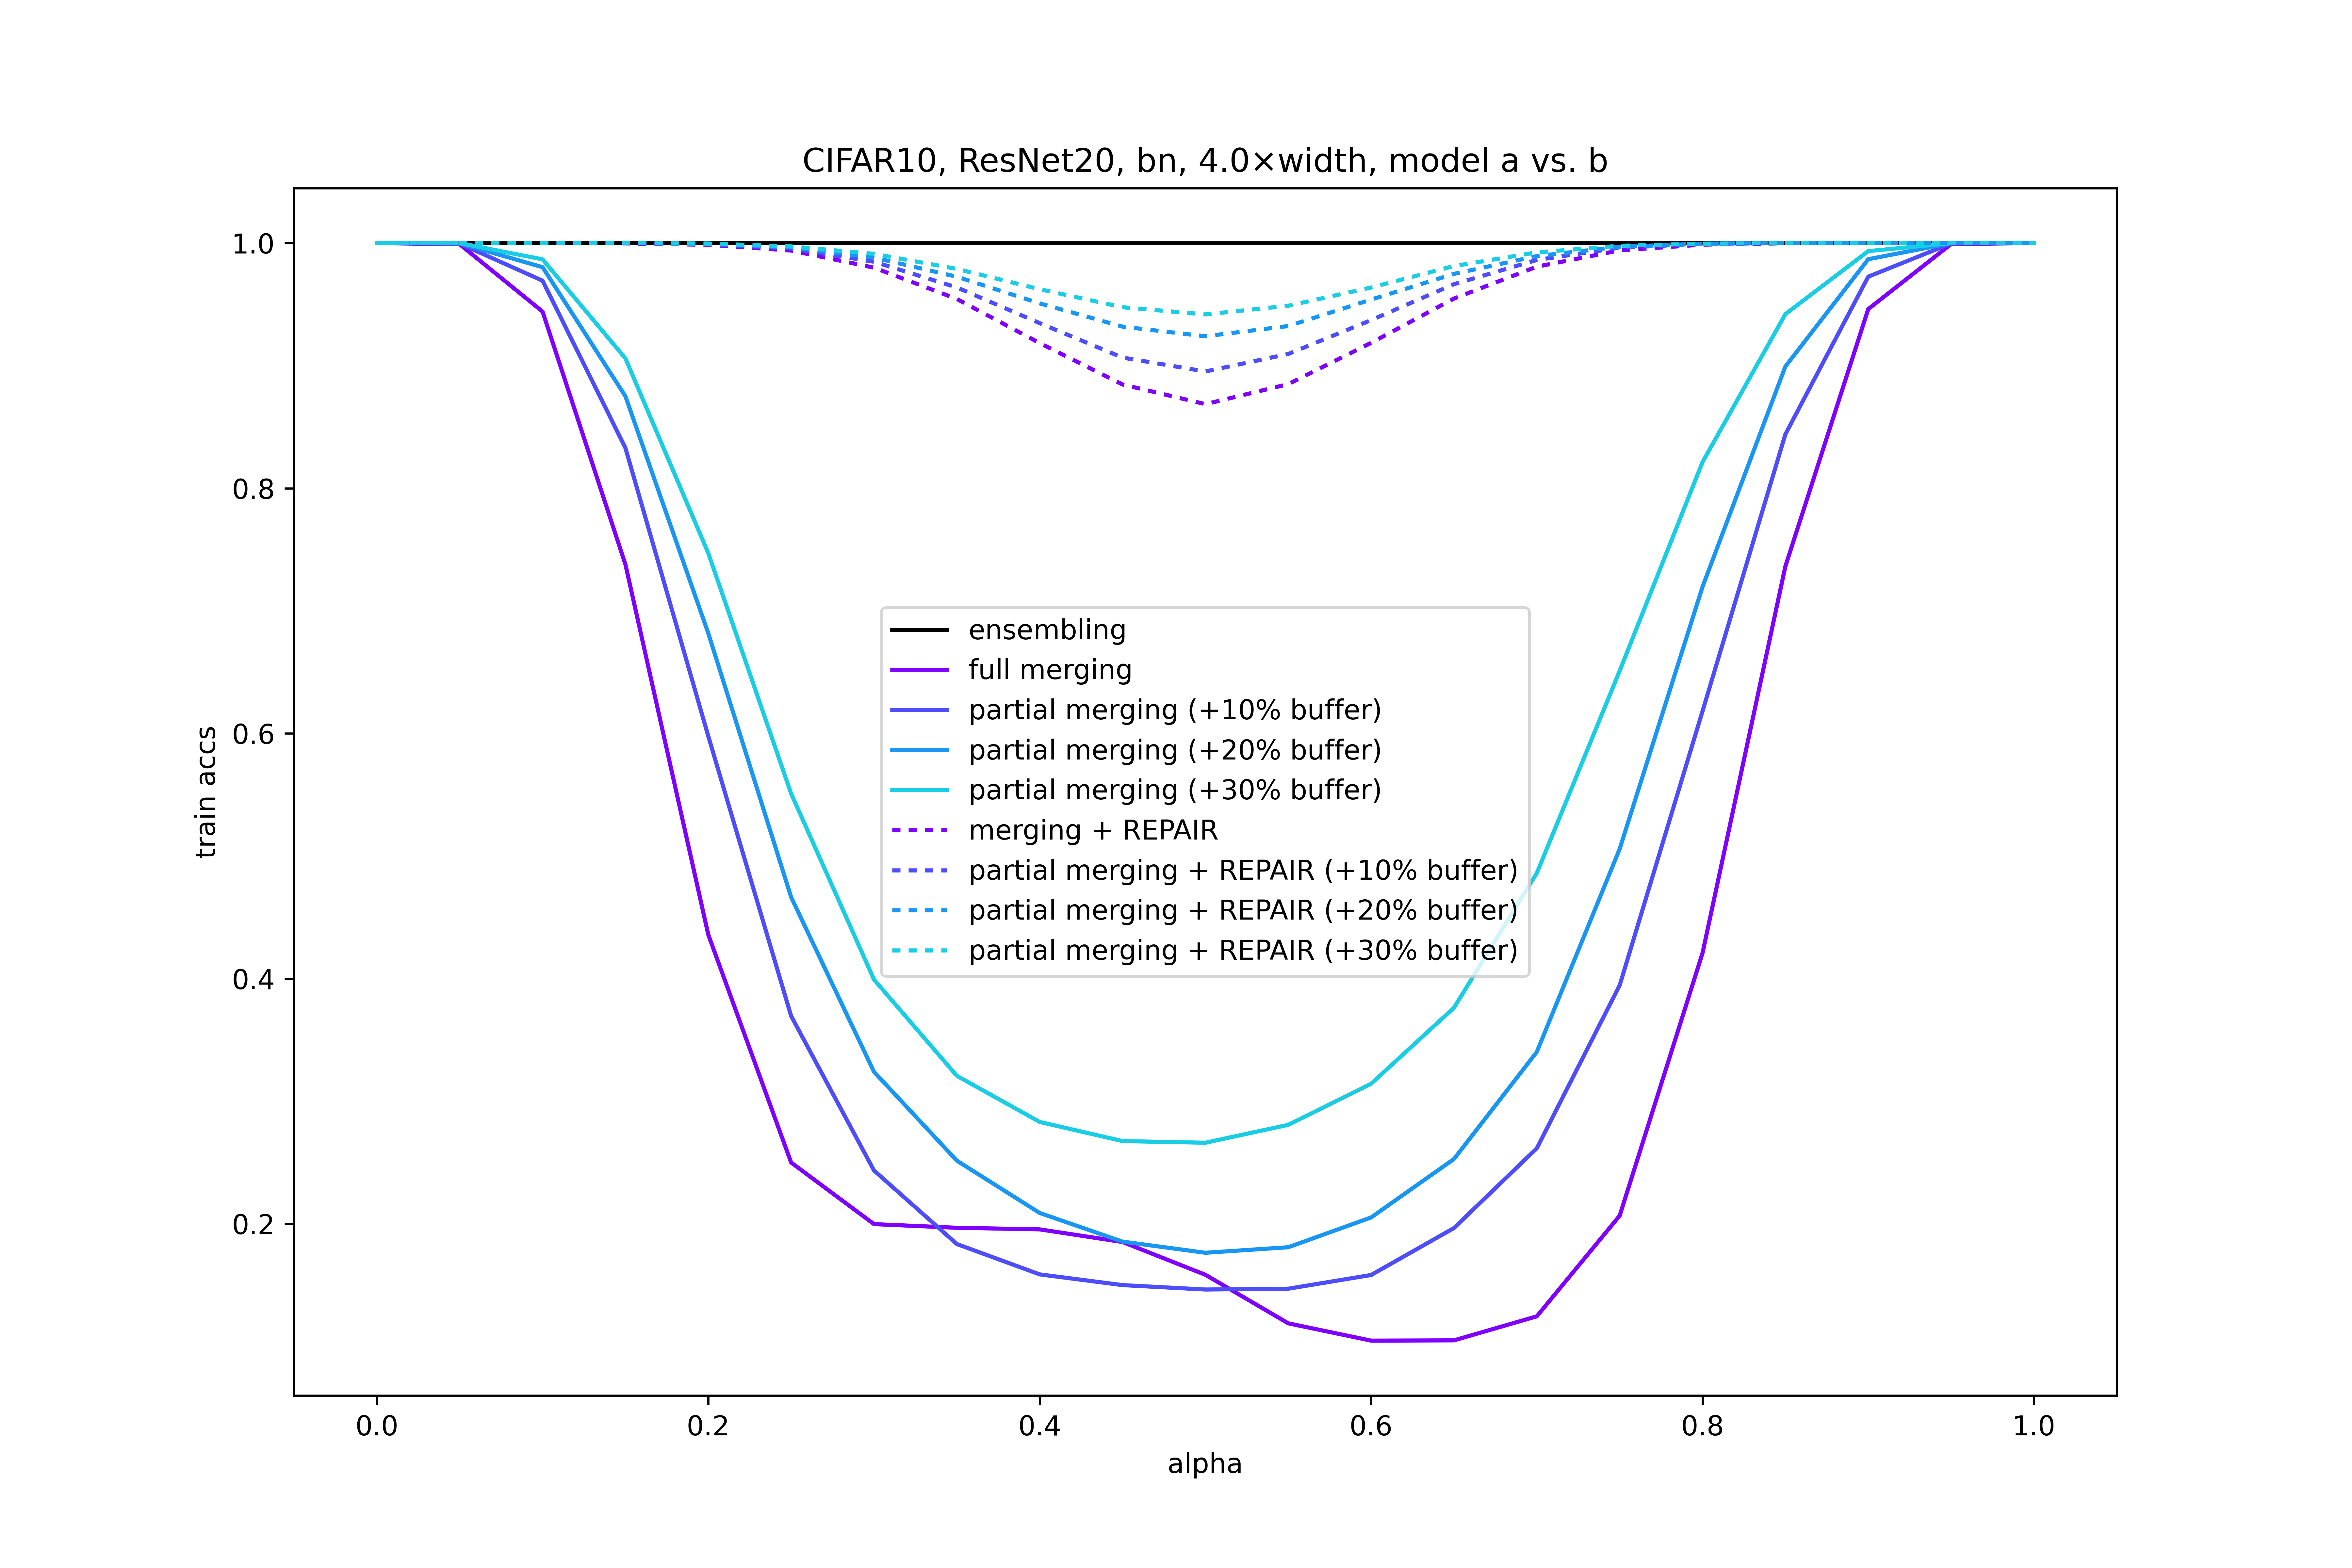 CIFAR10, ResNet20, bn, 4.0×width, model a vs. b
1.0
0.8
0.6
0.4
0.2
train accs
ensembling
full merging
partial merging (+10% buffer)
partial merging (+20% buffer)
partial merging (+30% buffer)
merging + REPAIR
partial merging + REPAIR (+10% buffer)
partial merging + REPAIR (+20% buffer)
partial merging + REPAIR (+30% buffer)
0.0 0.2 0.4 0.6 0.8 1.0
alpha